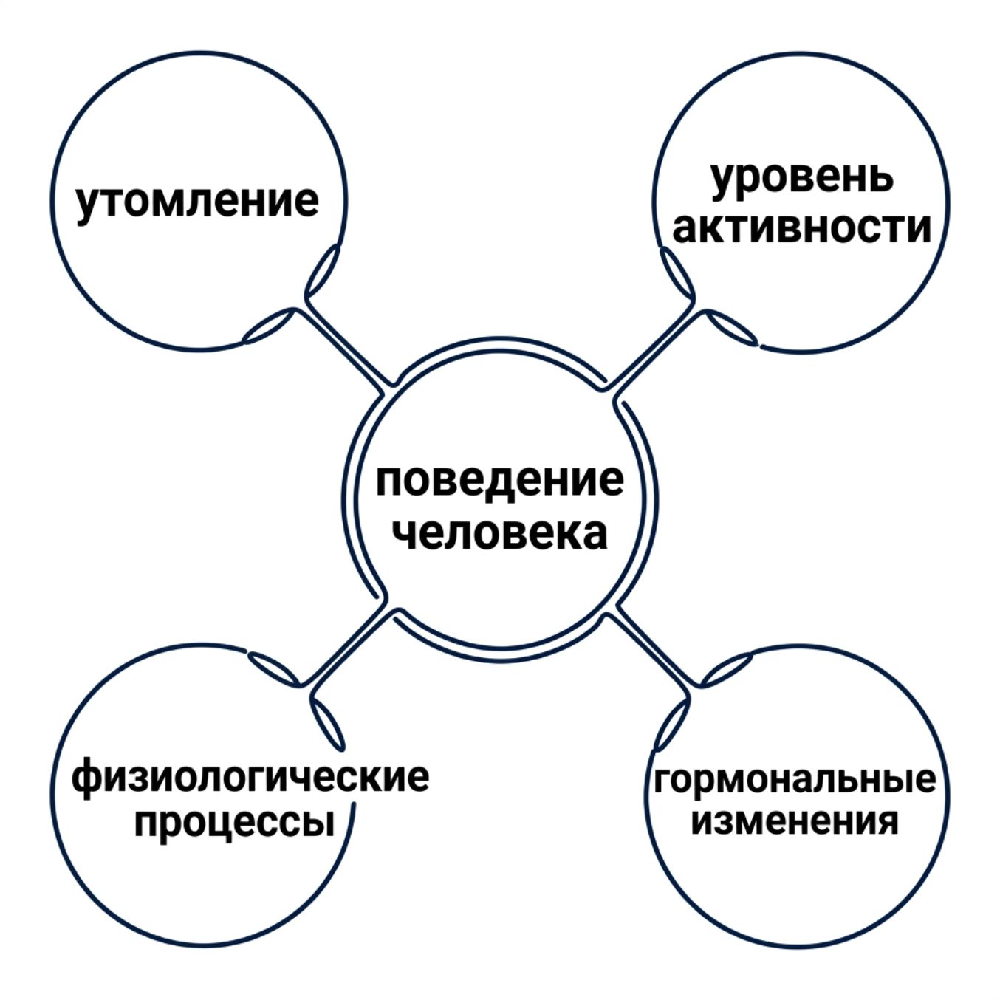 утомление
уровень
активности
поведение
человека
физиологические
процессы
гормональные
изменения